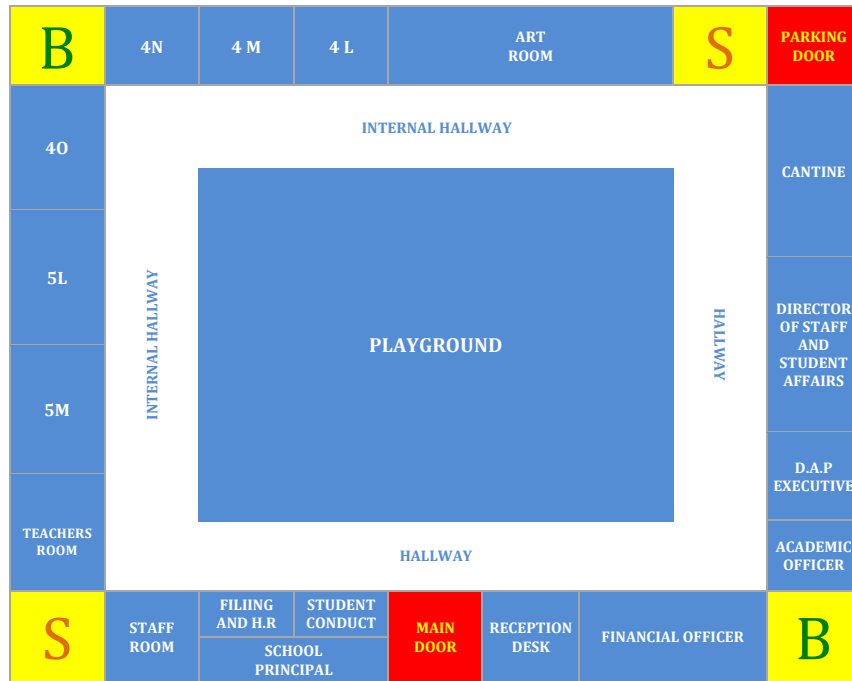 B
4N
4 M
4 L
ART
ROOM
S
PARKING
DOOR
INTERNAL HALLWAY
4O
CANTINE
5L
INTERNAL HALLWAY
PLAYGROUND
HALLWAY
DIRECTOR
OF STAFF
AND
STUDENT
AFFAIRS
5M
D.A.P
EXECUTIVE
TEACHERS
ROOM
HALLWAY
ACADEMIC
OFFICER
S
STAFF
ROOM
FILIING
AND H.R
STUDENT
CONDUCT
SCHOOL
PRINCIPAL
MAIN
DOOR
RECEPTION
DESK
FINANCIAL OFFICER
B